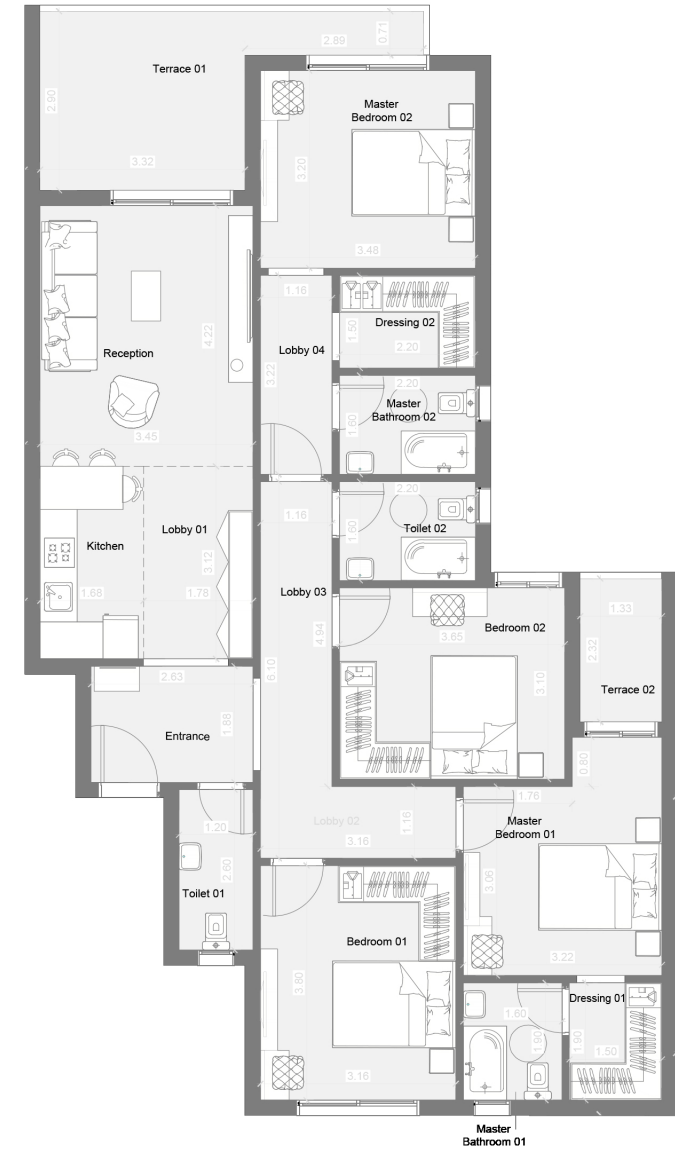 2.89
0.71
Terrace 01
2.90
3.32
Master
Bedroom 02
3.20
3.48
1.16
1.50
Dressing 02
2.20
Reception
4.22
Lobby 04
3.22
3.45
2.20
Master
Bathroom 02
1.60
1.16
2.20
1.60
Toilet 02
Lobby 01
Kitchen
3.12
1.68
1.78
Lobby 03
4.94
6.10
3.65
Bedroom 02
3.10
1.33
2.32
Terrace 02
2.63
1.88
Entrance
0.80
1.76
Lobby 02
3.16
1.16
1.20
2.60
Toilet 01
Master
Bedroom 01
3.06
3.22
Bedroom 01
3.80
3.16
1.60
1.90
Dressing 01
1.90
1.50
Master
Bathroom 01